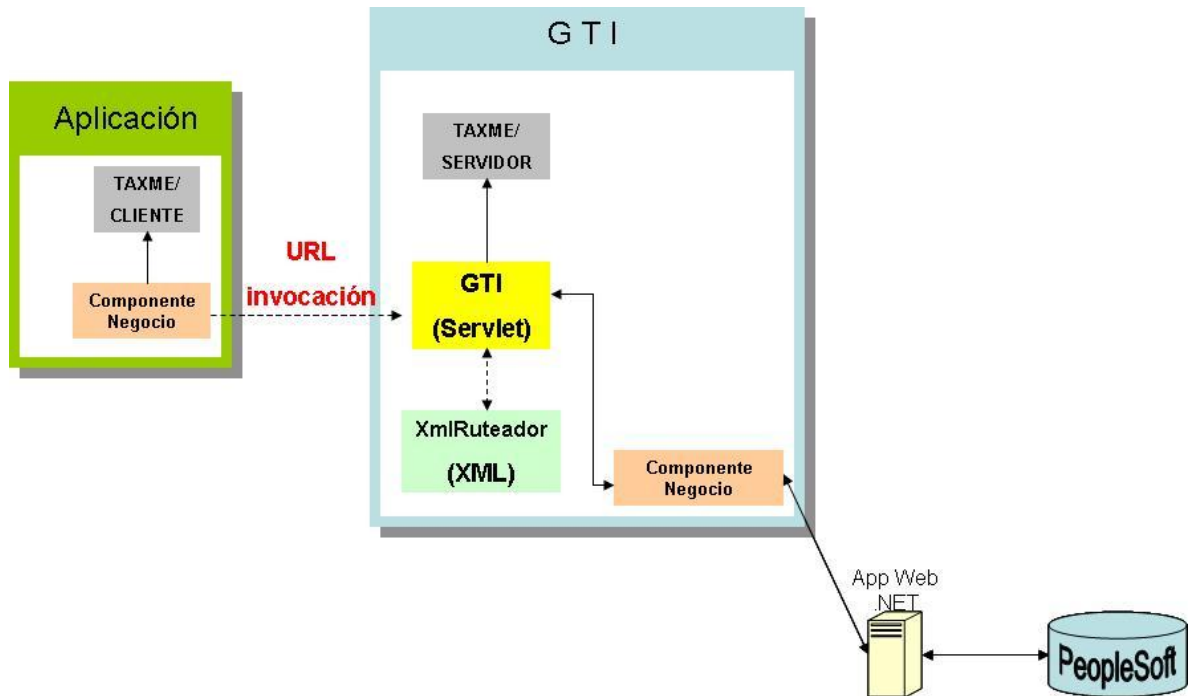 G T I
Aplicación
TAXME/
CLIENTE
Componente
Negocio
URL
invocación
TAXME/
SERVIDOR
GTI
(Servlet)
XmlRuteador
(XML)
Componente
Negocio
App Web
.NET
PeopleSoft